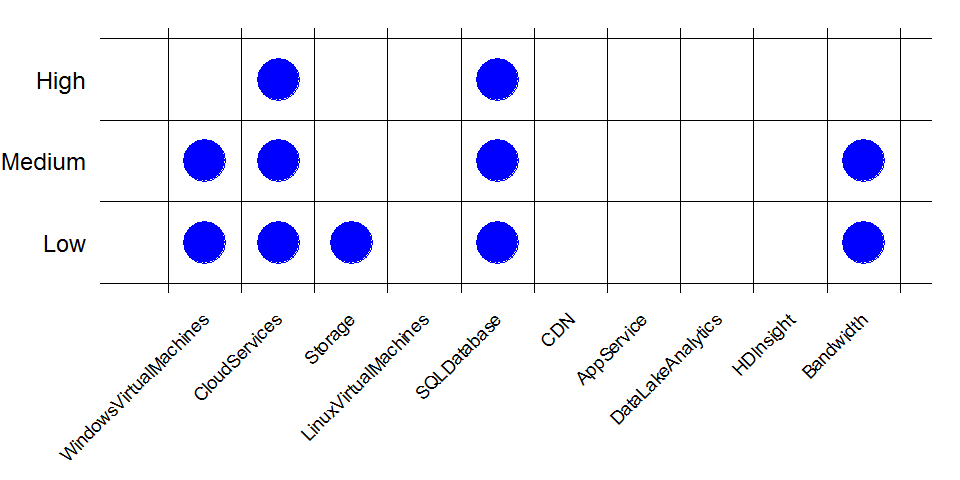 High
Medium
Low
WindowsVirtualMachines
CloudServices
Storage
LinuxVirtualMachines
SQLDatabase
CDN
AppService
DataLakeAnalytics
HDInsight
Bandwidth